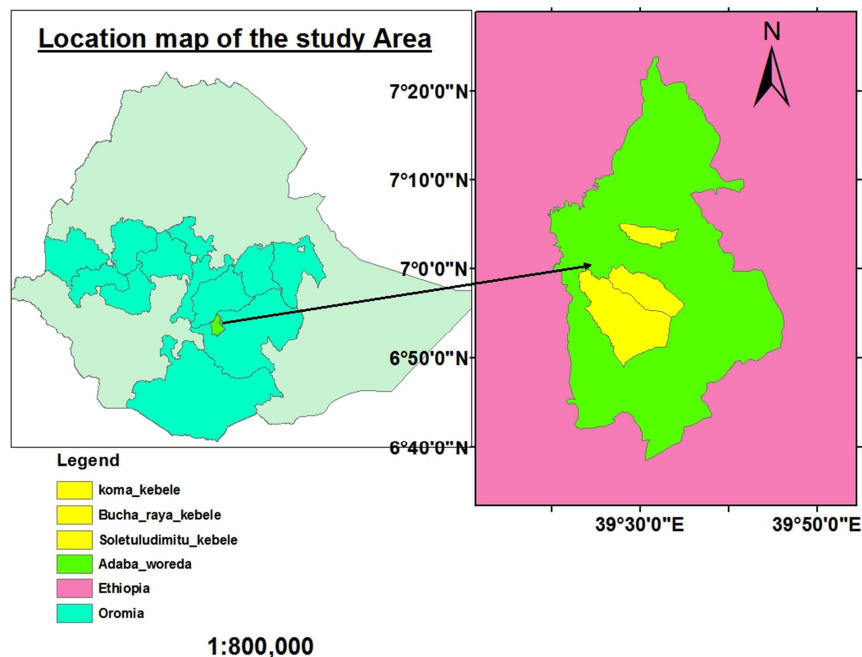 Location map of the study Area
N
7°20'0"N
7°10'0"N
7°0'0"N
6°50'0"N
6°40'0"N
39°30'0"E
39°50'0"E
Legend
koma_kebele
Bucha_raya_kebele
Soletuludimitu_kebele
Adaba_woreda
Ethiopia
Oromia
1:800,000